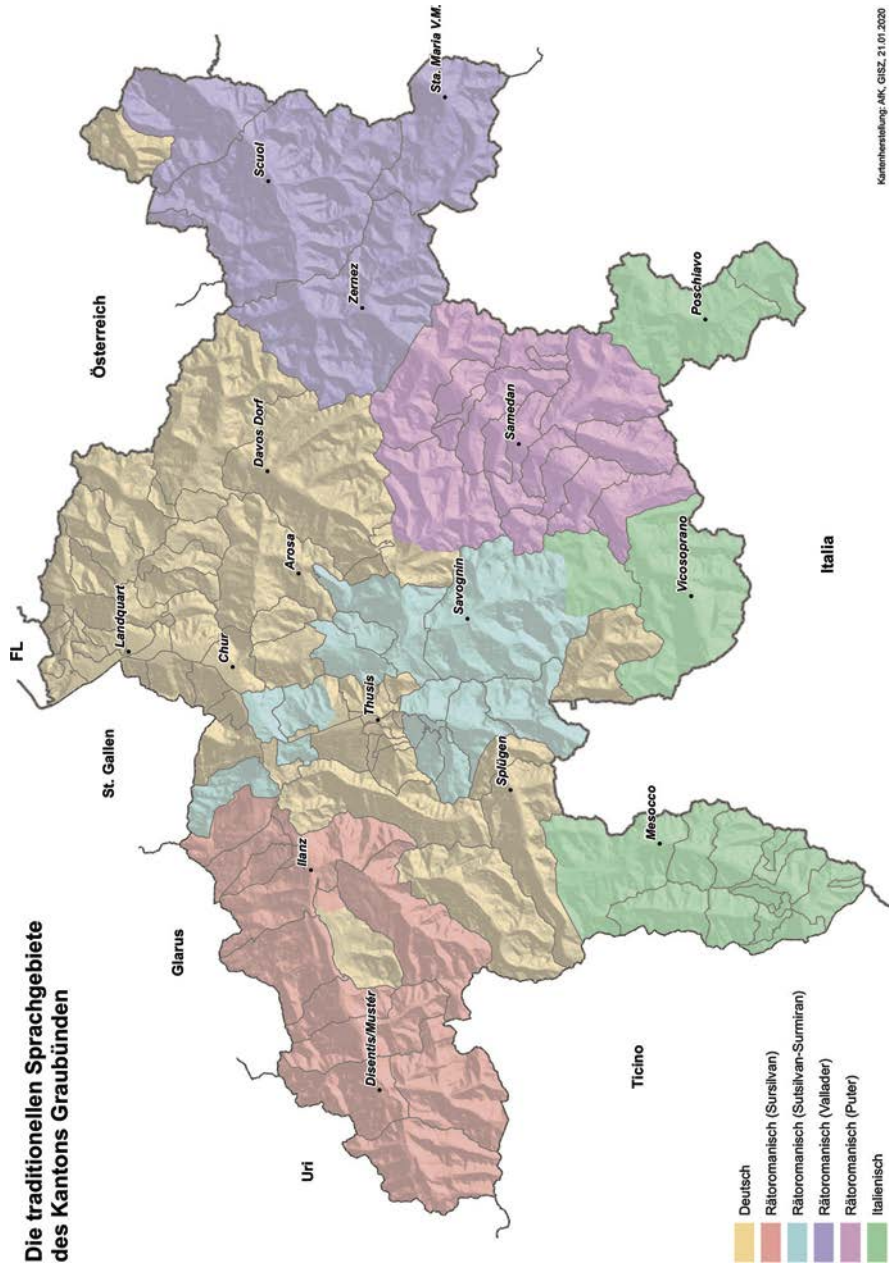 Die traditionellen Sprachgebiete
des Kantons Graubünden
FL
St. Gallen
Österreich
Glarus
Uri
Ticino
Italia
Landquart
Chur
Arosa
Davos Dorf
Scuol
Sta. Maria V.M.
Zernez
Ilanz
Thusis
Disentis/Mustér
Savognin
Samedan
Splügen
Poschiavo
Vicosoprano
Mesocco
Deutsch
Rätoromanisch (Sursilvan)
Rätoromanisch (Sutsilvan-Surmiran)
Rätoromanisch (Vallader)
Rätoromanisch (Puter)
Italienisch
Kartenherstellung: AfK, GISZ, 21.01.2020